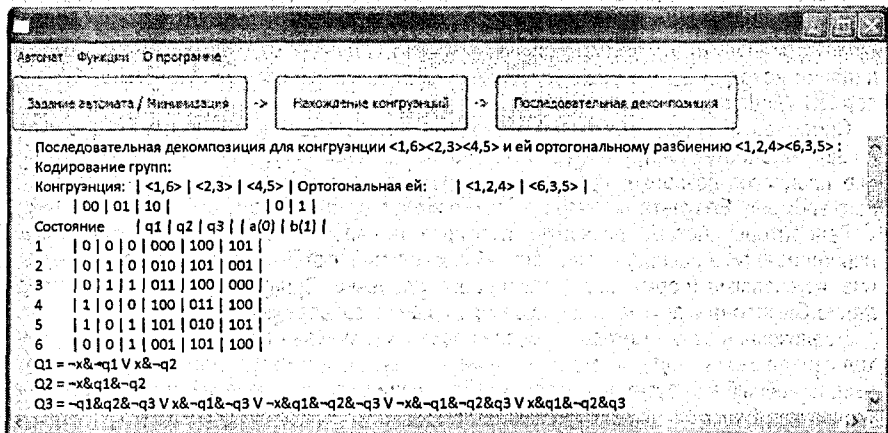 Автомат Функции О программе
Задание автомата / Минимизация -> Нахождение конгруэнций -> Последовательная декомпозиция
Последовательная декомпозиция для конгруэнции <1,6><2,3><4,5> и ей ортогональному разбиению <1,2,4><6,3,5> :
Кодирование групп:
Конгруэнция: | <1,6> | <2,3> | <4,5> | Ортогональная ей: | <1,2,4> | <6,3,5> |
| 00 | 01 | 10 | | 0 | 1 |
Состояние | q1 | q2 | q3 | | a(0) | b(1) |
1 | 0 | 0 | 0 | 000 | 100 | 101 |
2 | 0 | 1 | 0 | 010 | 101 | 001 |
3 | 0 | 1 | 1 | 011 | 100 | 000 |
4 | 1 | 0 | 0 | 100 | 011 | 100 |
5 | 1 | 0 | 1 | 101 | 010 | 101 |
6 | 0 | 0 | 1 | 001 | 101 | 100 |
Q1 = ¬x&¬q1 V x&¬q2
Q2 = ¬x&q1&¬q2
Q3 = ¬q1&q2&¬q3 V x&¬q1&¬q3 V ¬x&q1&¬q2&¬q3 V ¬x&¬q1&¬q2&q3 V x&q1&¬q2&q3